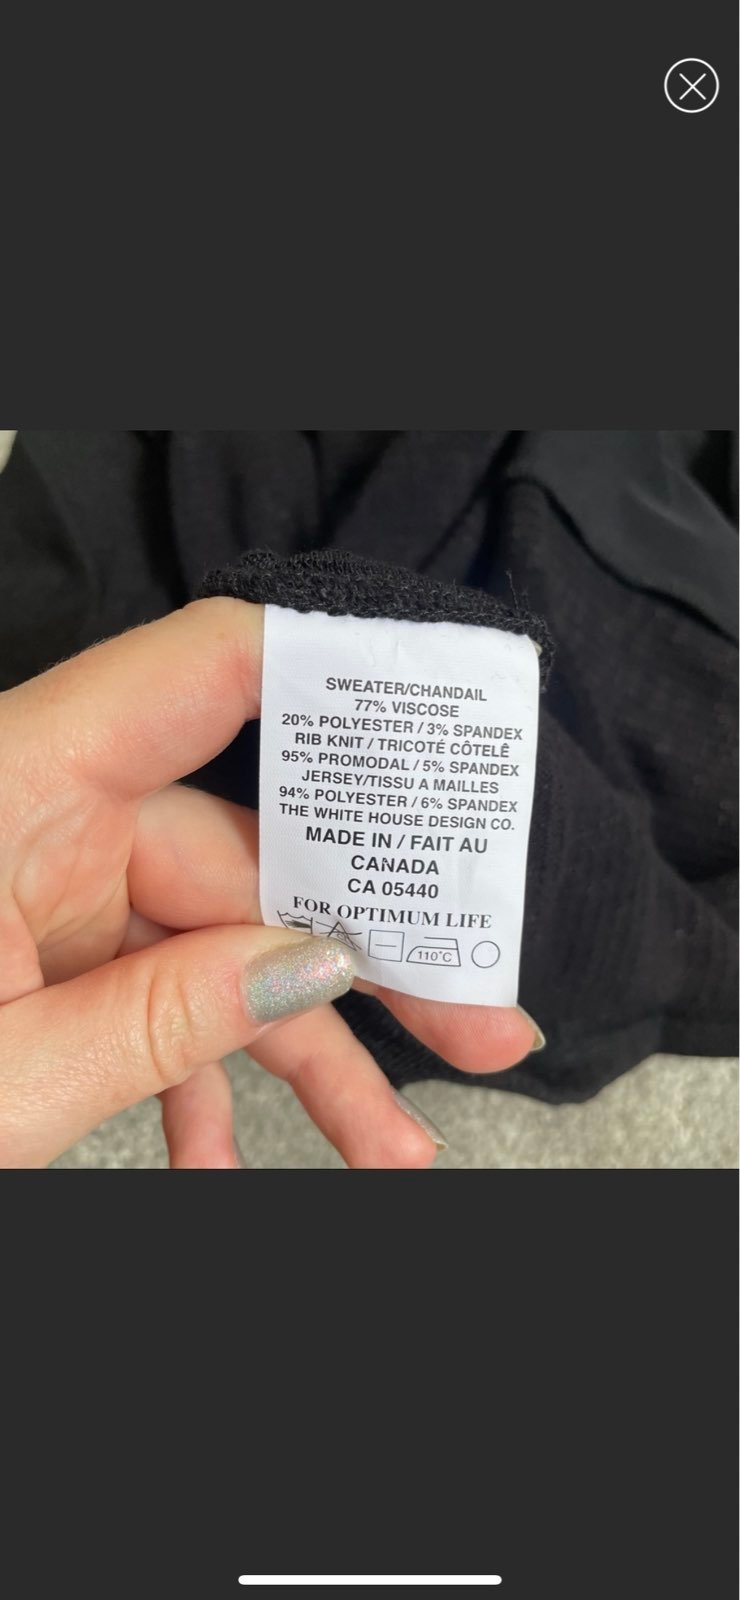 SWEATER/CHANDAIL
77% VISCOSE
20% POLYESTER / 3% SPANDEX
RIB KNIT / TRICOTÉ CÔTELÊ
95% PROMODAL / 5% SPANDEX
JERSEY/TISSU A MAILLES
94% POLYESTER / 6% SPANDEX
THE WHITE HOUSE DESIGN CO.
MADE IN / FAIT AU
CANADA
CA 05440
FOR OPTIMUM LIFE
110°C